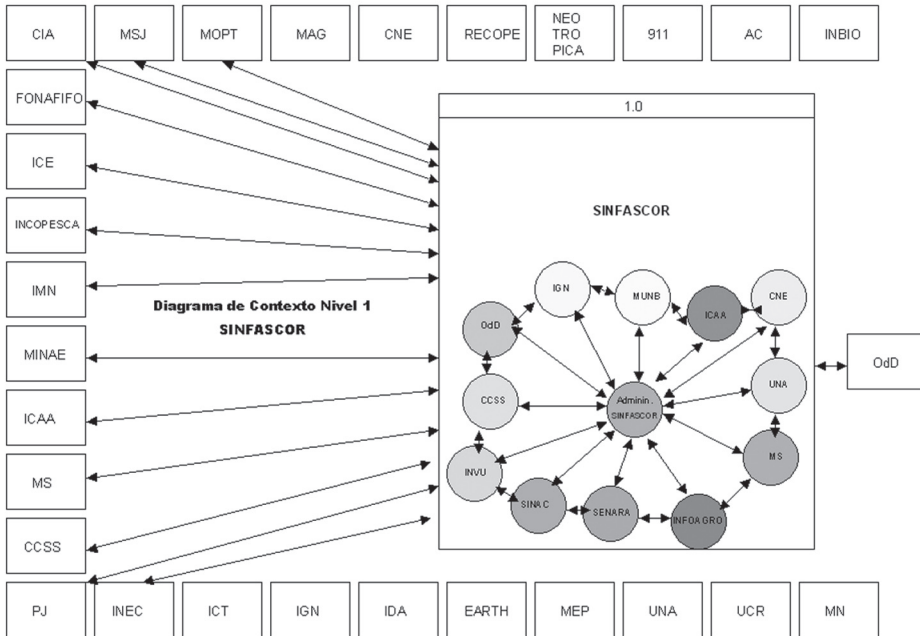 CIA
MSJ
MOPT
MAG
CNE
RECOPE
NEO
TRO
PICA
911
AC
INBIO
FONAFIFO
ICE
INCOPESCA
IMN
MINAE
ICAA
MS
CCSS
Diagrama de Contexto Nivel 1
SINFASCOR
1.0
SINFASCOR
IGN
MUNB
ICAA
CNE
OdD
UNA
CCSS
Adminin.
SINFASCOR
MS
INVU
SINAC
SENARA
INFOAGRO
OdD
PJ
INEC
ICT
IGN
IDA
EARTH
MEP
UNA
UCR
MN